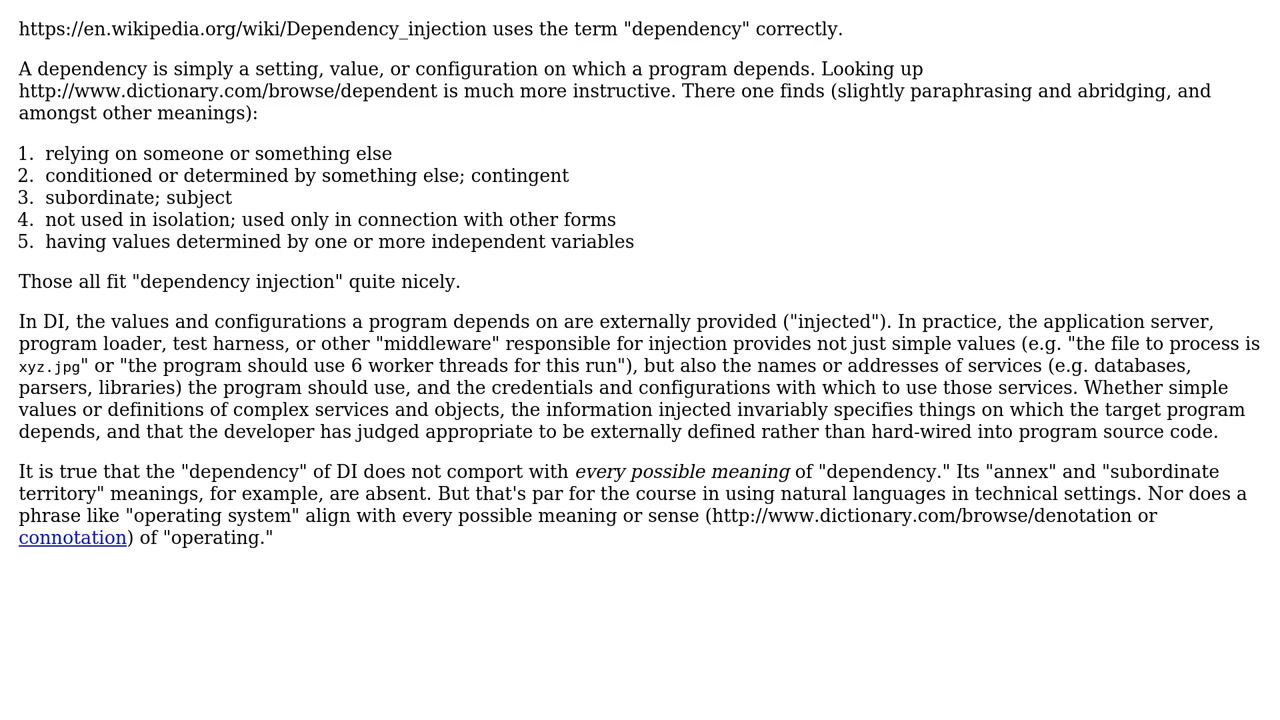 https://en.wikipedia.org/wiki/Dependency_injection uses the term "dependency" correctly.
A dependency is simply a setting, value, or configuration on which a program depends. Looking up
http://www.dictionary.com/browse/dependent is much more instructive. There one finds (slightly paraphrasing and abridging, and
amongst other meanings):
1. relying on someone or something else
2. conditioned or determined by something else; contingent
3. subordinate; subject
4. not used in isolation; used only in connection with other forms
5. having values determined by one or more independent variables
Those all fit "dependency injection" quite nicely.
In DI, the values and configurations a program depends on are externally provided ("injected"). In practice, the application server,
program loader, test harness, or other "middleware" responsible for injection provides not just simple values (e.g. "the file to process is
xyz.jpg" or "the program should use 6 worker threads for this run"), but also the names or addresses of services (e.g. databases,
parsers, libraries) the program should use, and the credentials and configurations with which to use those services. Whether simple
values or definitions of complex services and objects, the information injected invariably specifies things on which the target program
depends, and that the developer has judged appropriate to be externally defined rather than hard-wired into program source code.
It is true that the "dependency" of DI does not comport with every possible meaning of "dependency." Its "annex" and "subordinate
territory" meanings, for example, are absent. But that's par for the course in using natural languages in technical settings. Nor does a
phrase like "operating system" align with every possible meaning or sense (http://www.dictionary.com/browse/denotation or
connotation) of "operating."